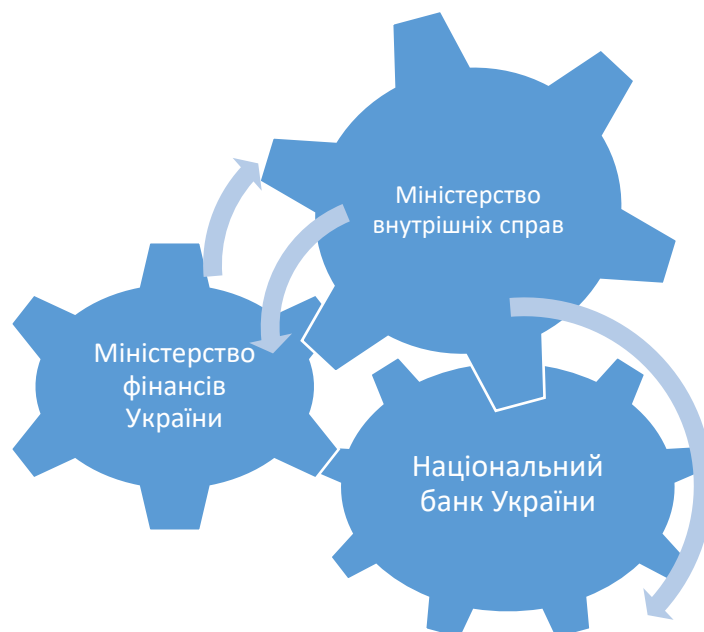 Міністерство
внутрішніх справ
Міністерство
фінансів
України
Національний
банк України